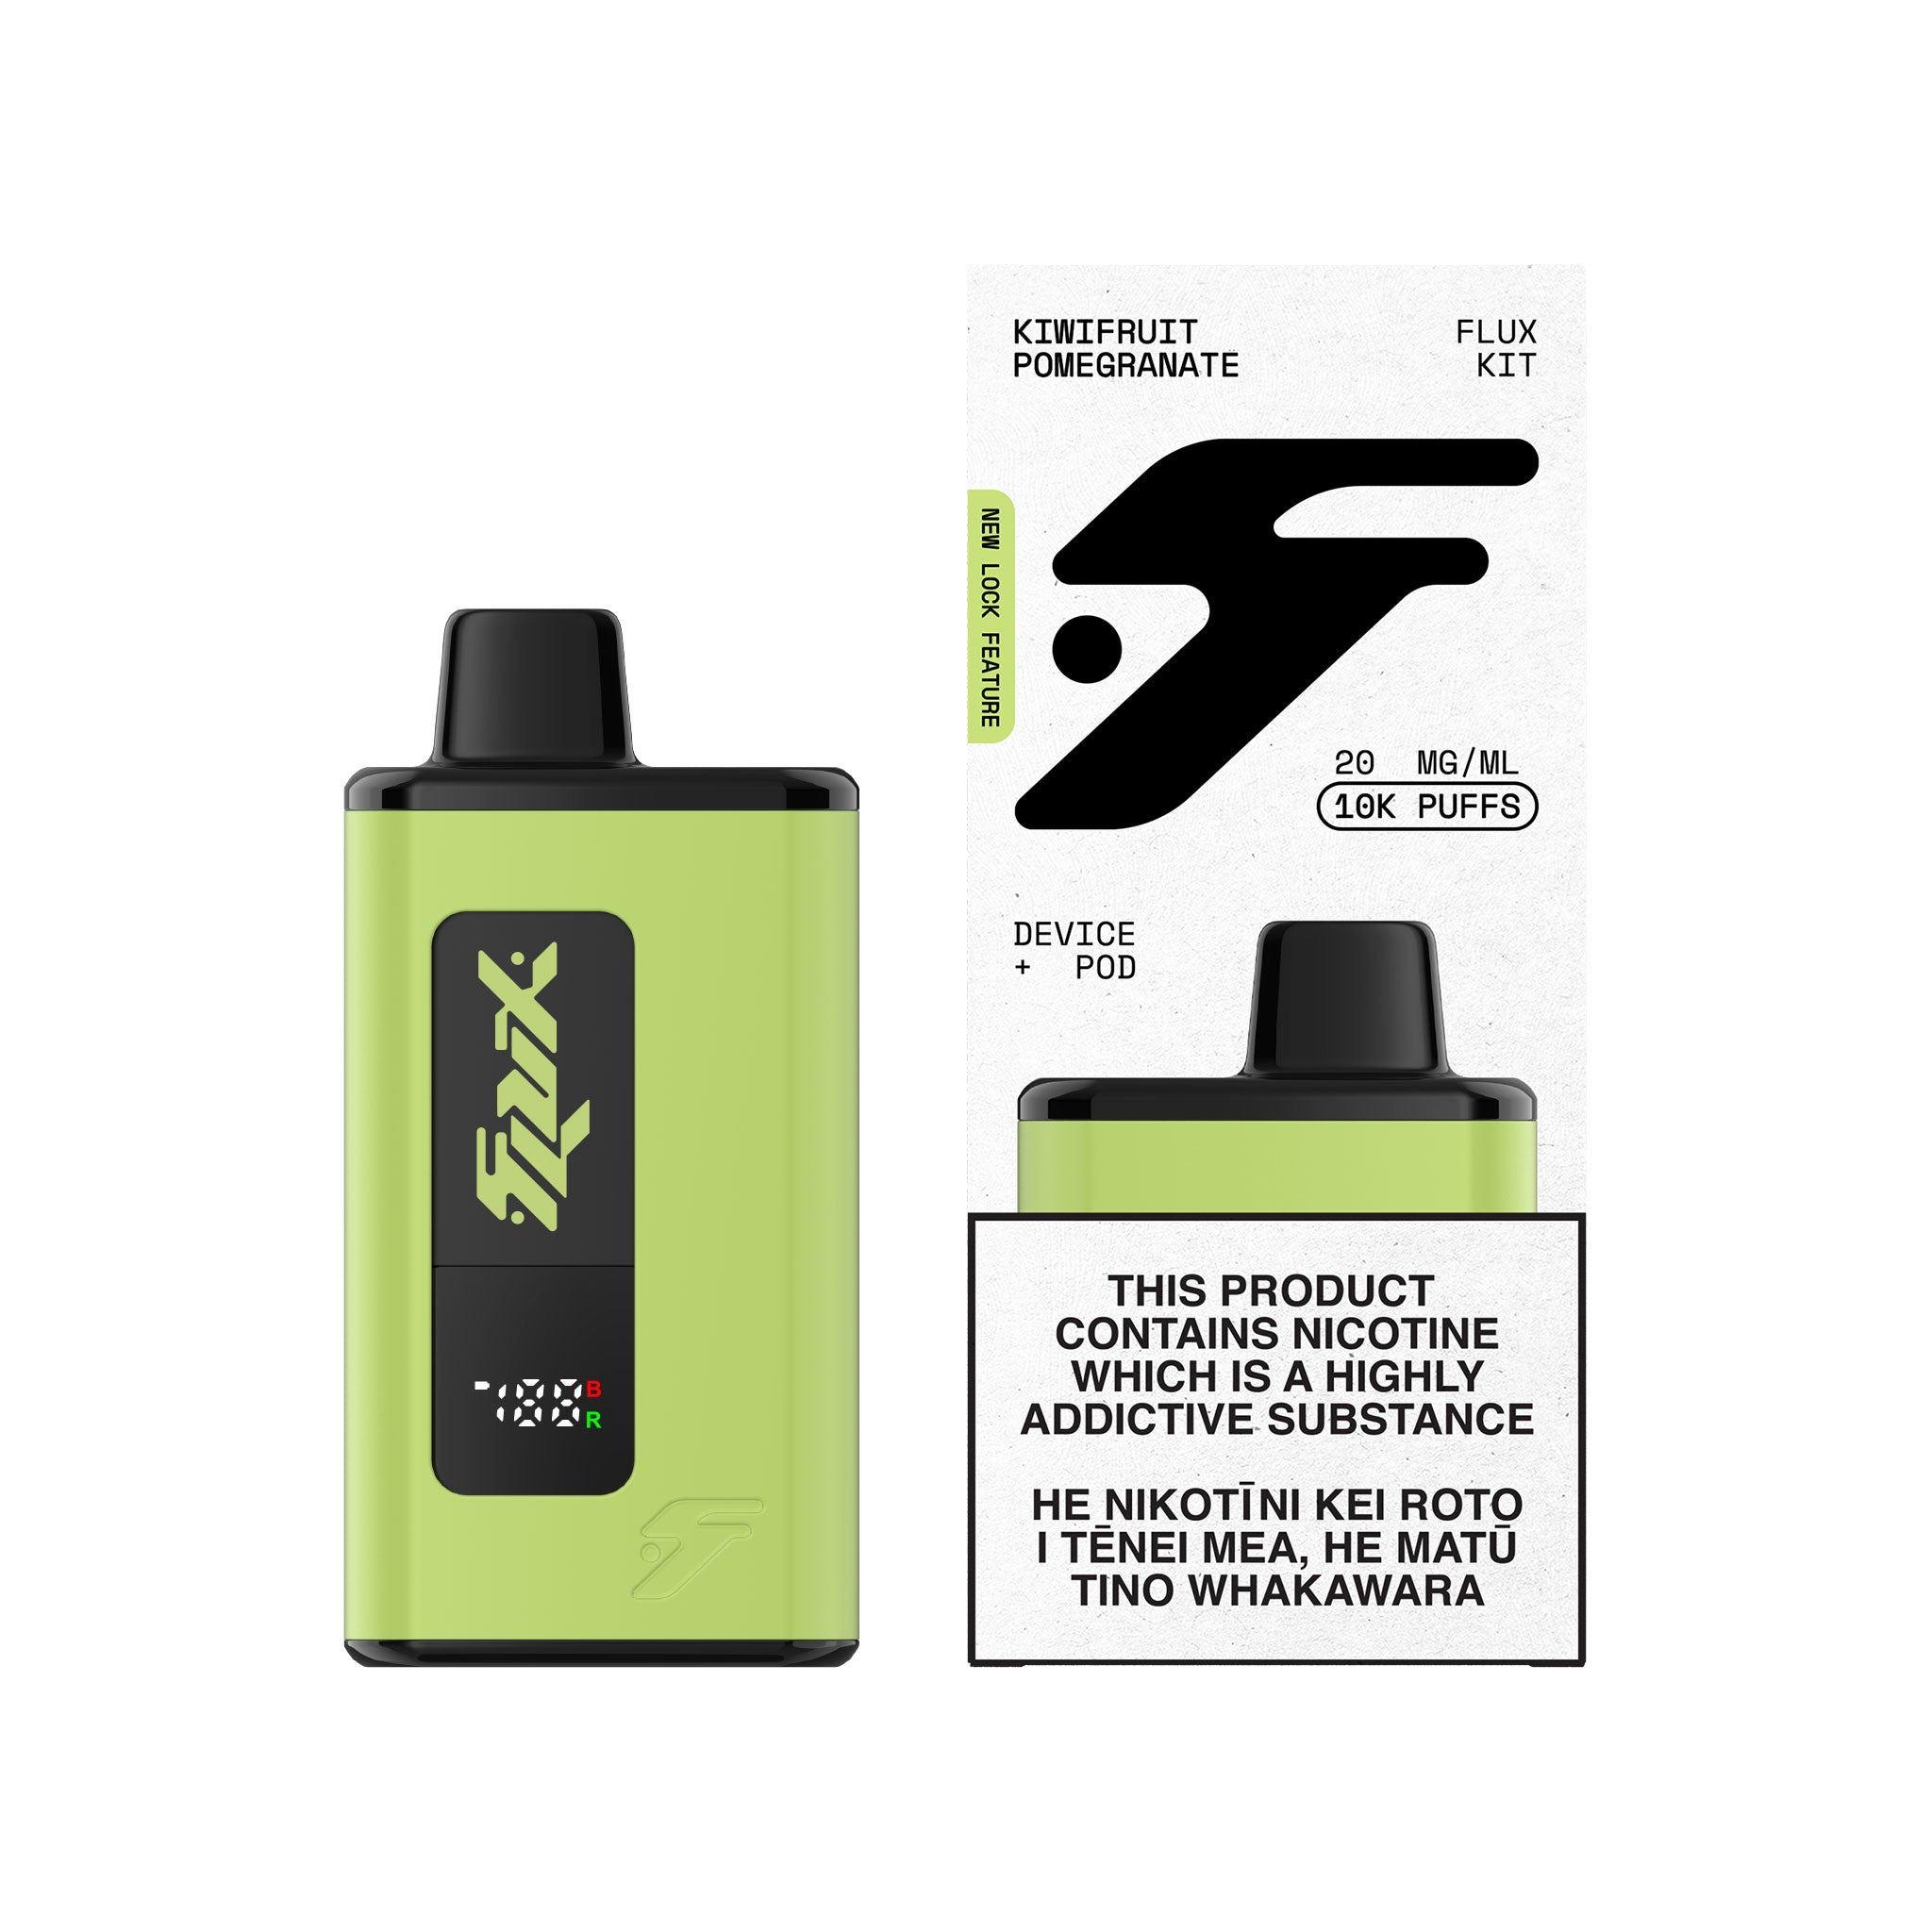 KIWIFRUIT
POMEGRANATE
FLUX
KIT
NEW LOCK FEATURE
20 MG/ML
10K PUFFS
DEVICE
+ POD
FLUX
188
B
R
THIS PRODUCT
CONTAINS NICOTINE
WHICH IS A HIGHLY
ADDICTIVE SUBSTANCE
HE NIKOTĪNI KEI ROTO
I TĒNEI MEA, HE MATŪ
TINO WHAKAWARA